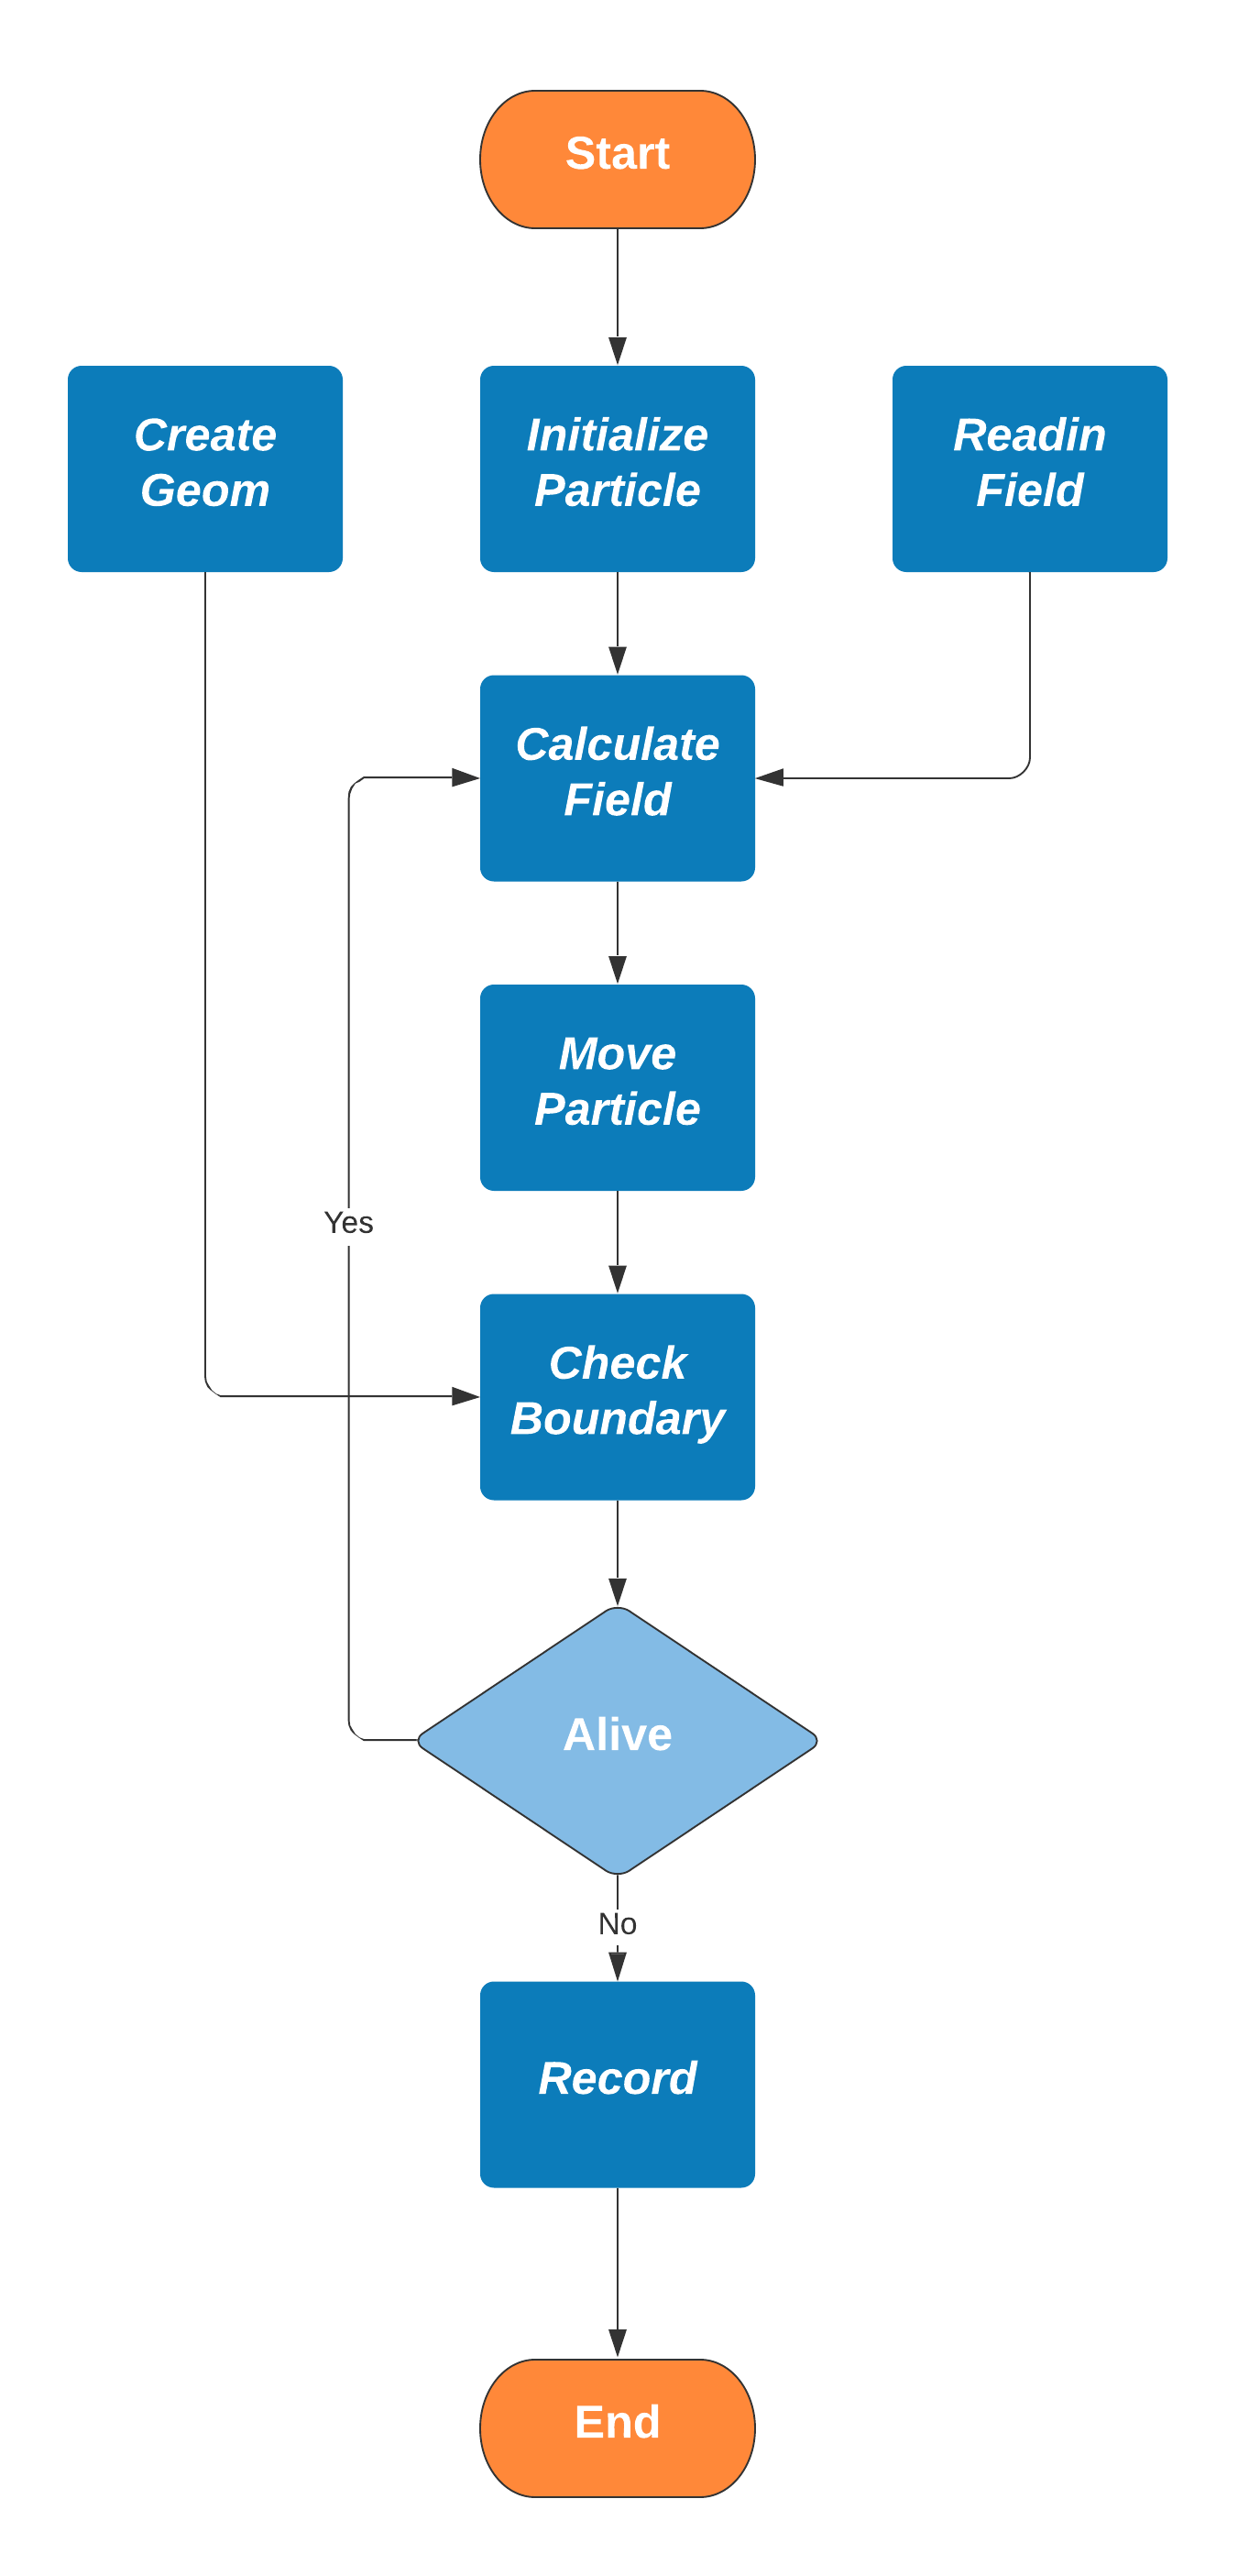 Start
Create
Geom
Initialize
Particle
Readin
Field
Calculate
Field
Move
Particle
Yes
Check
Boundary
Alive
No
Record
End